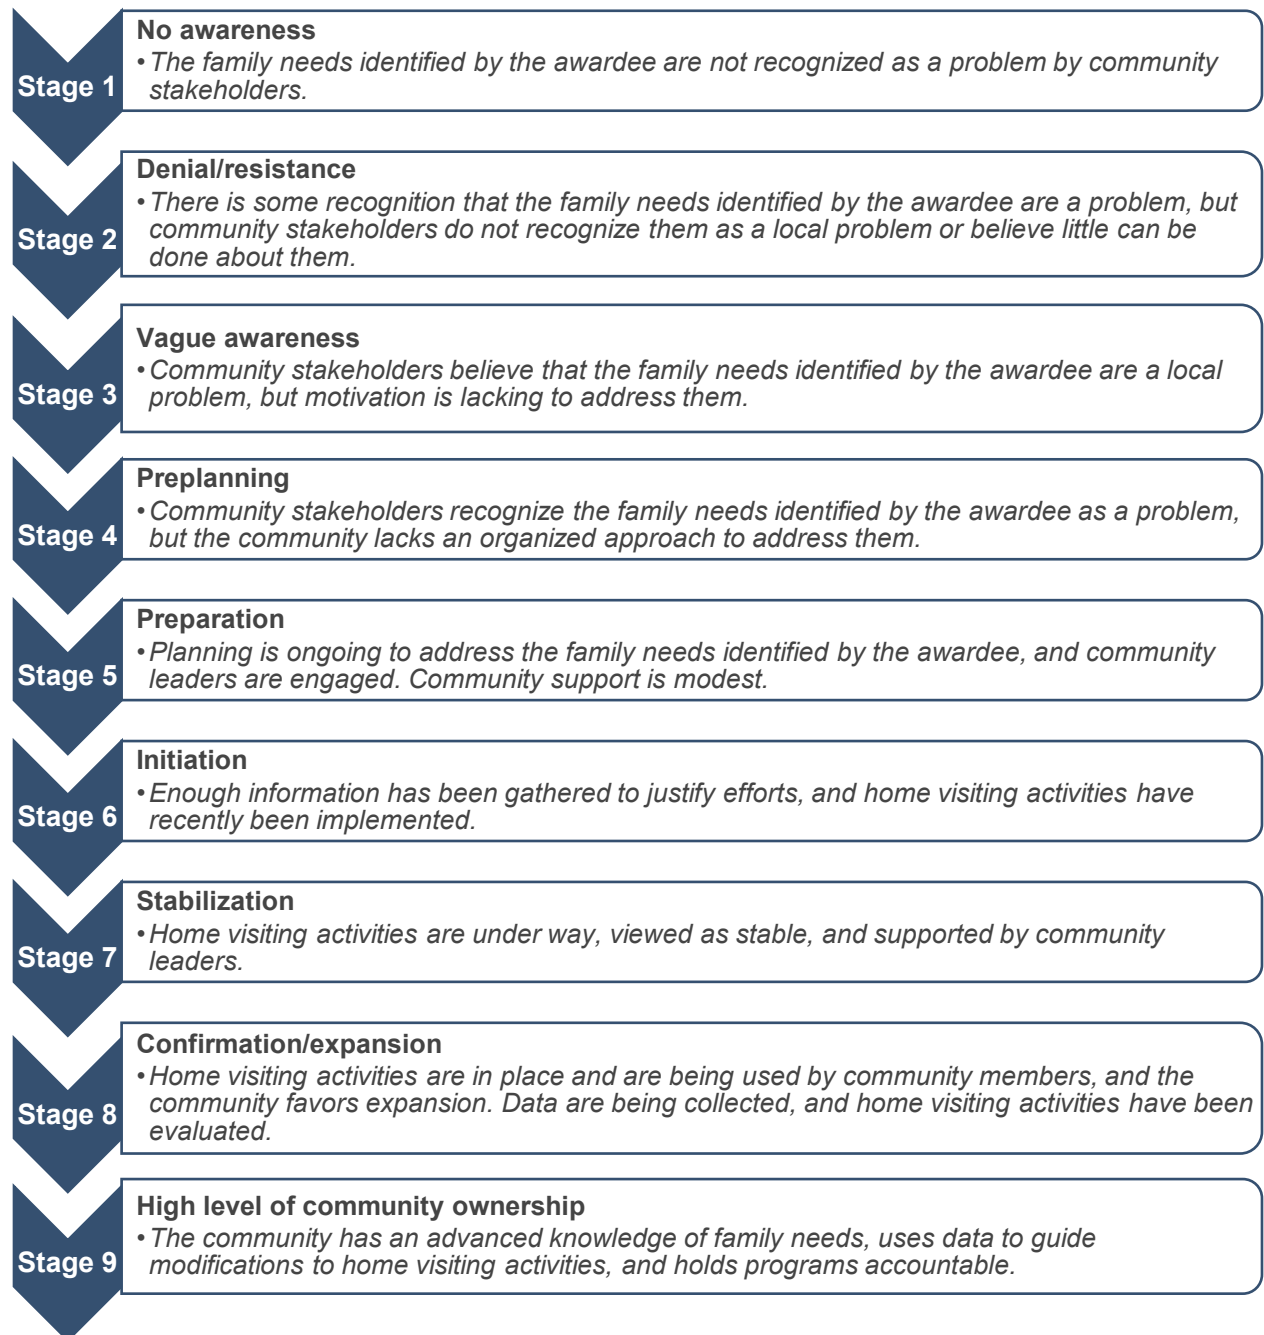 No awareness
Stage 1
• The family needs identified by the awardee are not recognized as a problem by community
stakeholders.
Denial/resistance
Stage 2
• There is some recognition that the family needs identified by the awardee are a problem, but
community stakeholders do not recognize them as a local problem or believe little can be
done about them.
Vague awareness
Stage 3
• Community stakeholders believe that the family needs identified by the awardee are a local
problem, but motivation is lacking to address them.
Preplanning
Stage 4
• Community stakeholders recognize the family needs identified by the awardee as a problem,
but the community lacks an organized approach to address them.
Preparation
Stage 5
• Planning is ongoing to address the family needs identified by the awardee, and community
leaders are engaged. Community support is modest.
Initiation
Stage 6
• Enough information has been gathered to justify efforts, and home visiting activities have
recently been implemented.
Stabilization
Stage 7
• Home visiting activities are under way, viewed as stable, and supported by community
leaders.
Confirmation/expansion
Stage 8
• Home visiting activities are in place and are being used by community members, and the
community favors expansion. Data are being collected, and home visiting activities have been
evaluated.
High level of community ownership
Stage 9
• The community has an advanced knowledge of family needs, uses data to guide
modifications to home visiting activities, and holds programs accountable.